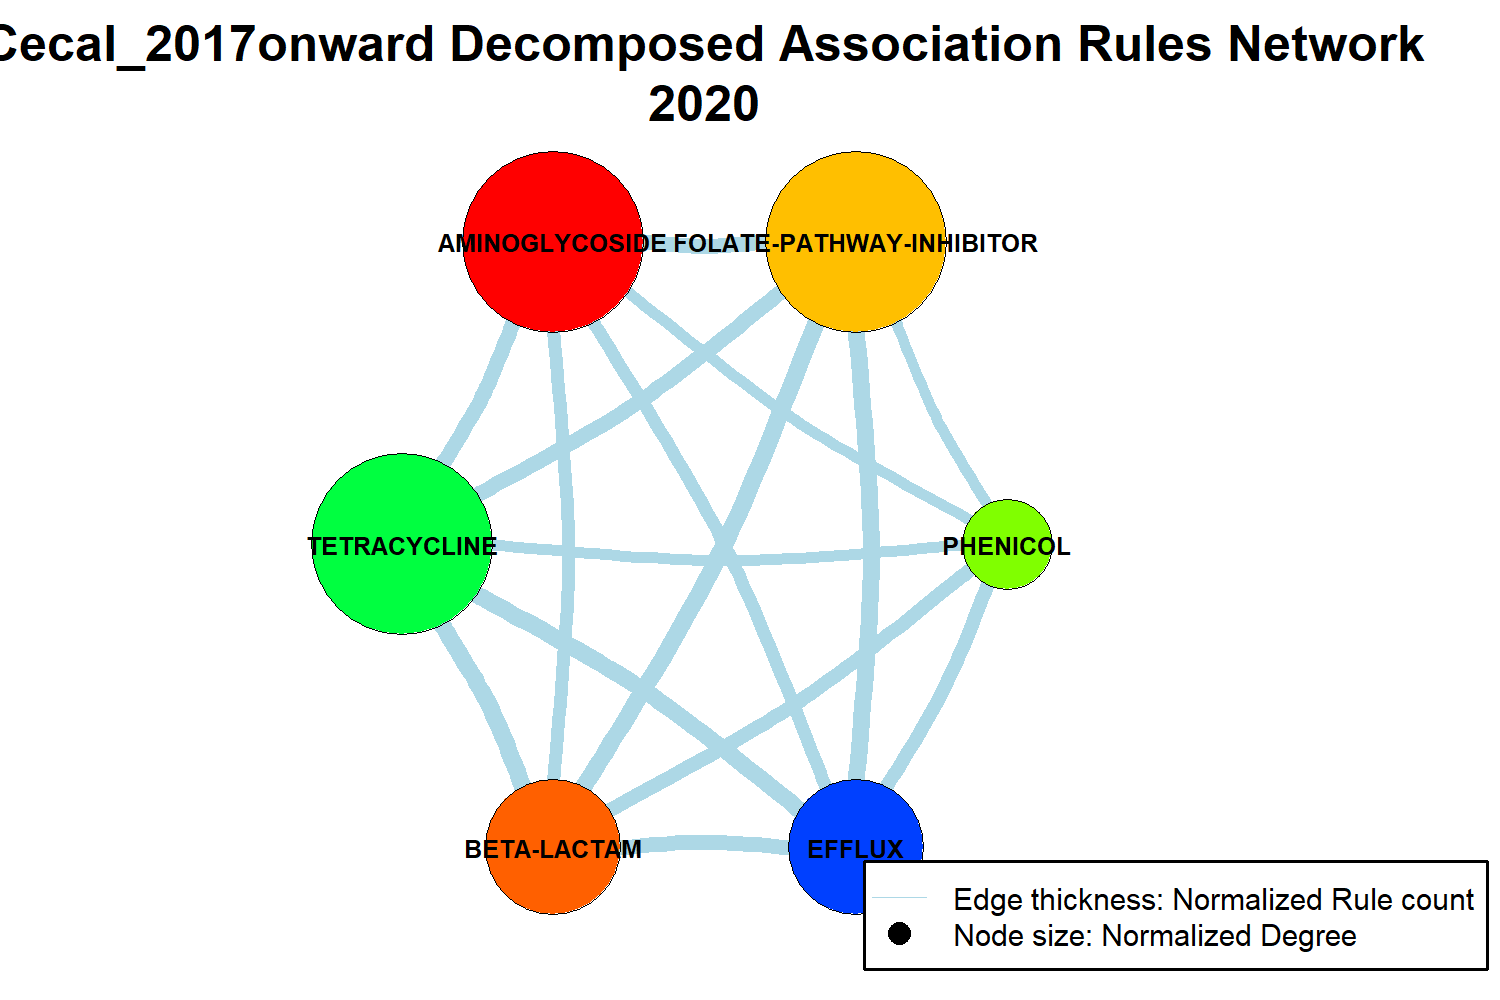 Cecal_2017onward Decomposed Association Rules Network
2020
AMINOGLYCOSIDE
FOLATE-PATHWAY-INHIBITOR
TETRACYCLINE
PHENICOL
BETA-LACTAM
EFFLUX
Edge thickness: Normalized Rule count
Node size: Normalized Degree